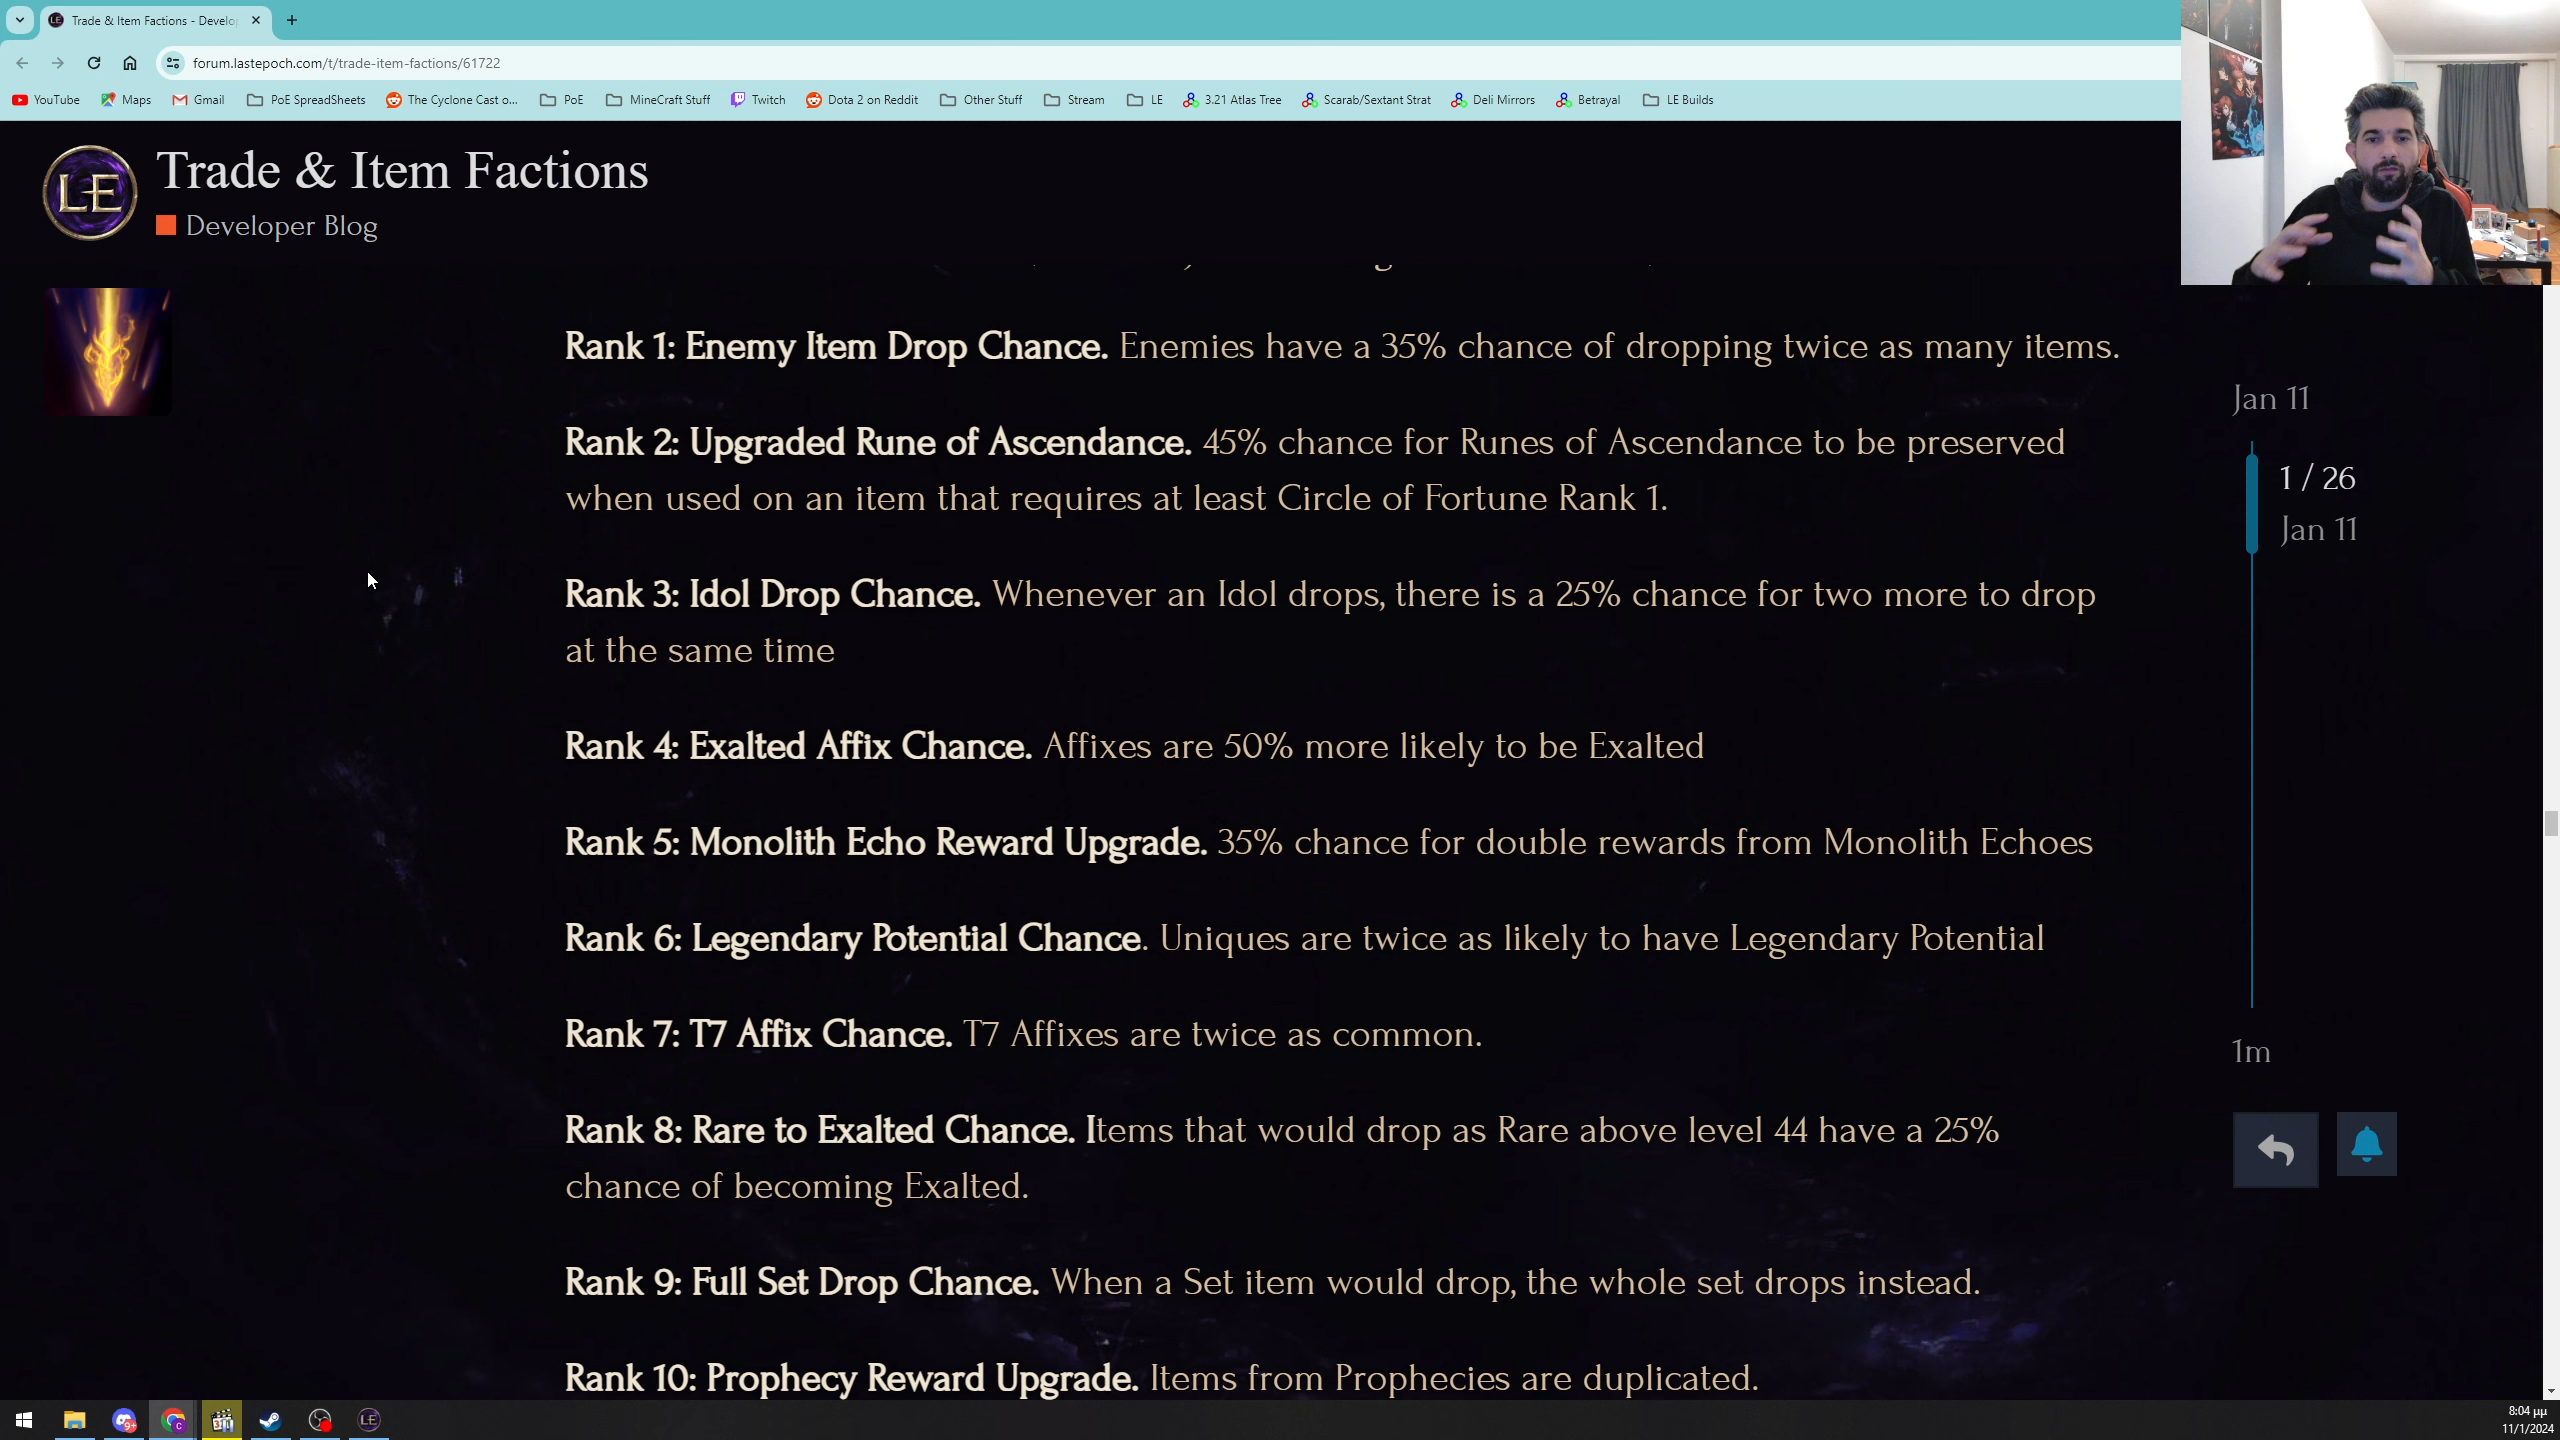 Trade & Item Factions - Develo
forum.lastepoch.com/t/trade-item-factions/61722
YouTube Maps Gmail PoE SpreadSheets The Cyclone Cast o... PoE MineCraft Stuff Twitch Dota 2 on Reddit Other Stuff Stream LE 3.21 Atlas Tree Scarab/Sextant Strat Deli Mirrors Betrayal LE Builds
LE
Trade & Item Factions
Developer Blog
Rank 1: Enemy Item Drop Chance. Enemies have a 35% chance of dropping twice as many items.
Rank 2: Upgraded Rune of Ascendance. 45% chance for Runes of Ascendance to be preserved
when used on an item that requires at least Circle of Fortune Rank 1.
Rank 3: Idol Drop Chance. Whenever an Idol drops, there is a 25% chance for two more to drop
at the same time
Rank 4: Exalted Affix Chance. Affixes are 50% more likely to be Exalted
Rank 5: Monolith Echo Reward Upgrade. 35% chance for double rewards from Monolith Echoes
Rank 6: Legendary Potential Chance. Uniques are twice as likely to have Legendary Potential
Rank 7: T7 Affix Chance. T7 Affixes are twice as common.
Rank 8: Rare to Exalted Chance. Items that would drop as Rare above level 44 have a 25%
chance of becoming Exalted.
Rank 9: Full Set Drop Chance. When a Set item would drop, the whole set drops instead.
Rank 10: Prophecy Reward Upgrade. Items from Prophecies are duplicated.
Jan 11
1 / 26
Jan 11
1m
9+
LE
8:04 μμ
11/1/2024